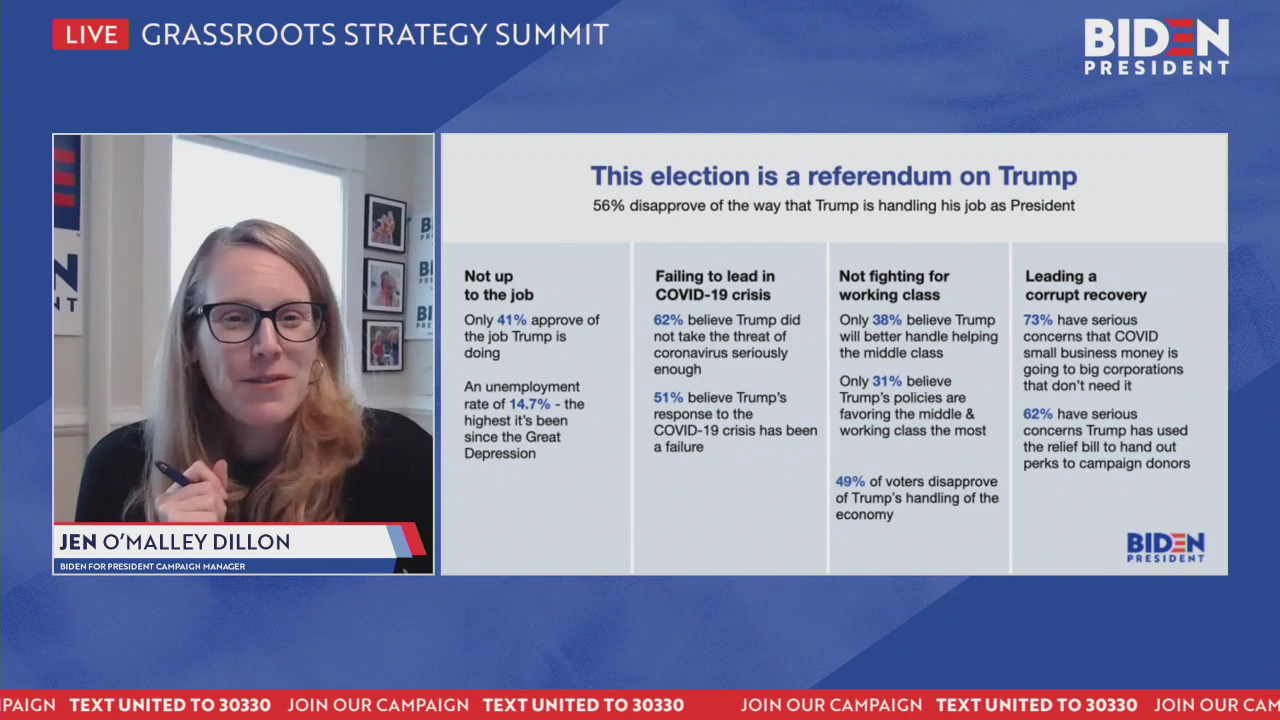 LIVE GRASSROOTS STRATEGY SUMMIT
BIDEN
PRESIDENT
This election is a referendum on Trump
56% disapprove of the way that Trump is handling his job as President
Not up
to the job
Only 41% approve of
the job Trump is
doing
An unemployment
rate of 14.7% - the
highest it's been
since the Great
Depression
Failing to lead in
COVID-19 crisis
62% believe Trump did
not take the threat of
coronavirus seriously
enough
51% believe Trump's
response to the
COVID-19 crisis has been
a failure
Not fighting for
working class
Only 38% believe Trump
will better handle helping
the middle class
Only 31% believe
Trump's policies are
favoring the middle &
working class the most
49% of voters disapprove
of Trump's handling of the
economy
Leading a
corrupt recovery
73% have serious
concerns that COVID
small business money is
going to big corporations
that don't need it
62% have serious
concerns Trump has used
the relief bill to hand out
perks to campaign donors
BIDEN
PRESIDENT
JEN O'MALLEY DILLON
BIDEN FOR PRESIDENT CAMPAIGN MANAGER
PAIGN TEXT UNITED TO 30330 JOIN OUR CAMPAIGN TEXT UNITED TO 30330 JOIN OUR CAMPAIGN TEXT UNITED TO 30330 JOIN OUR CAM